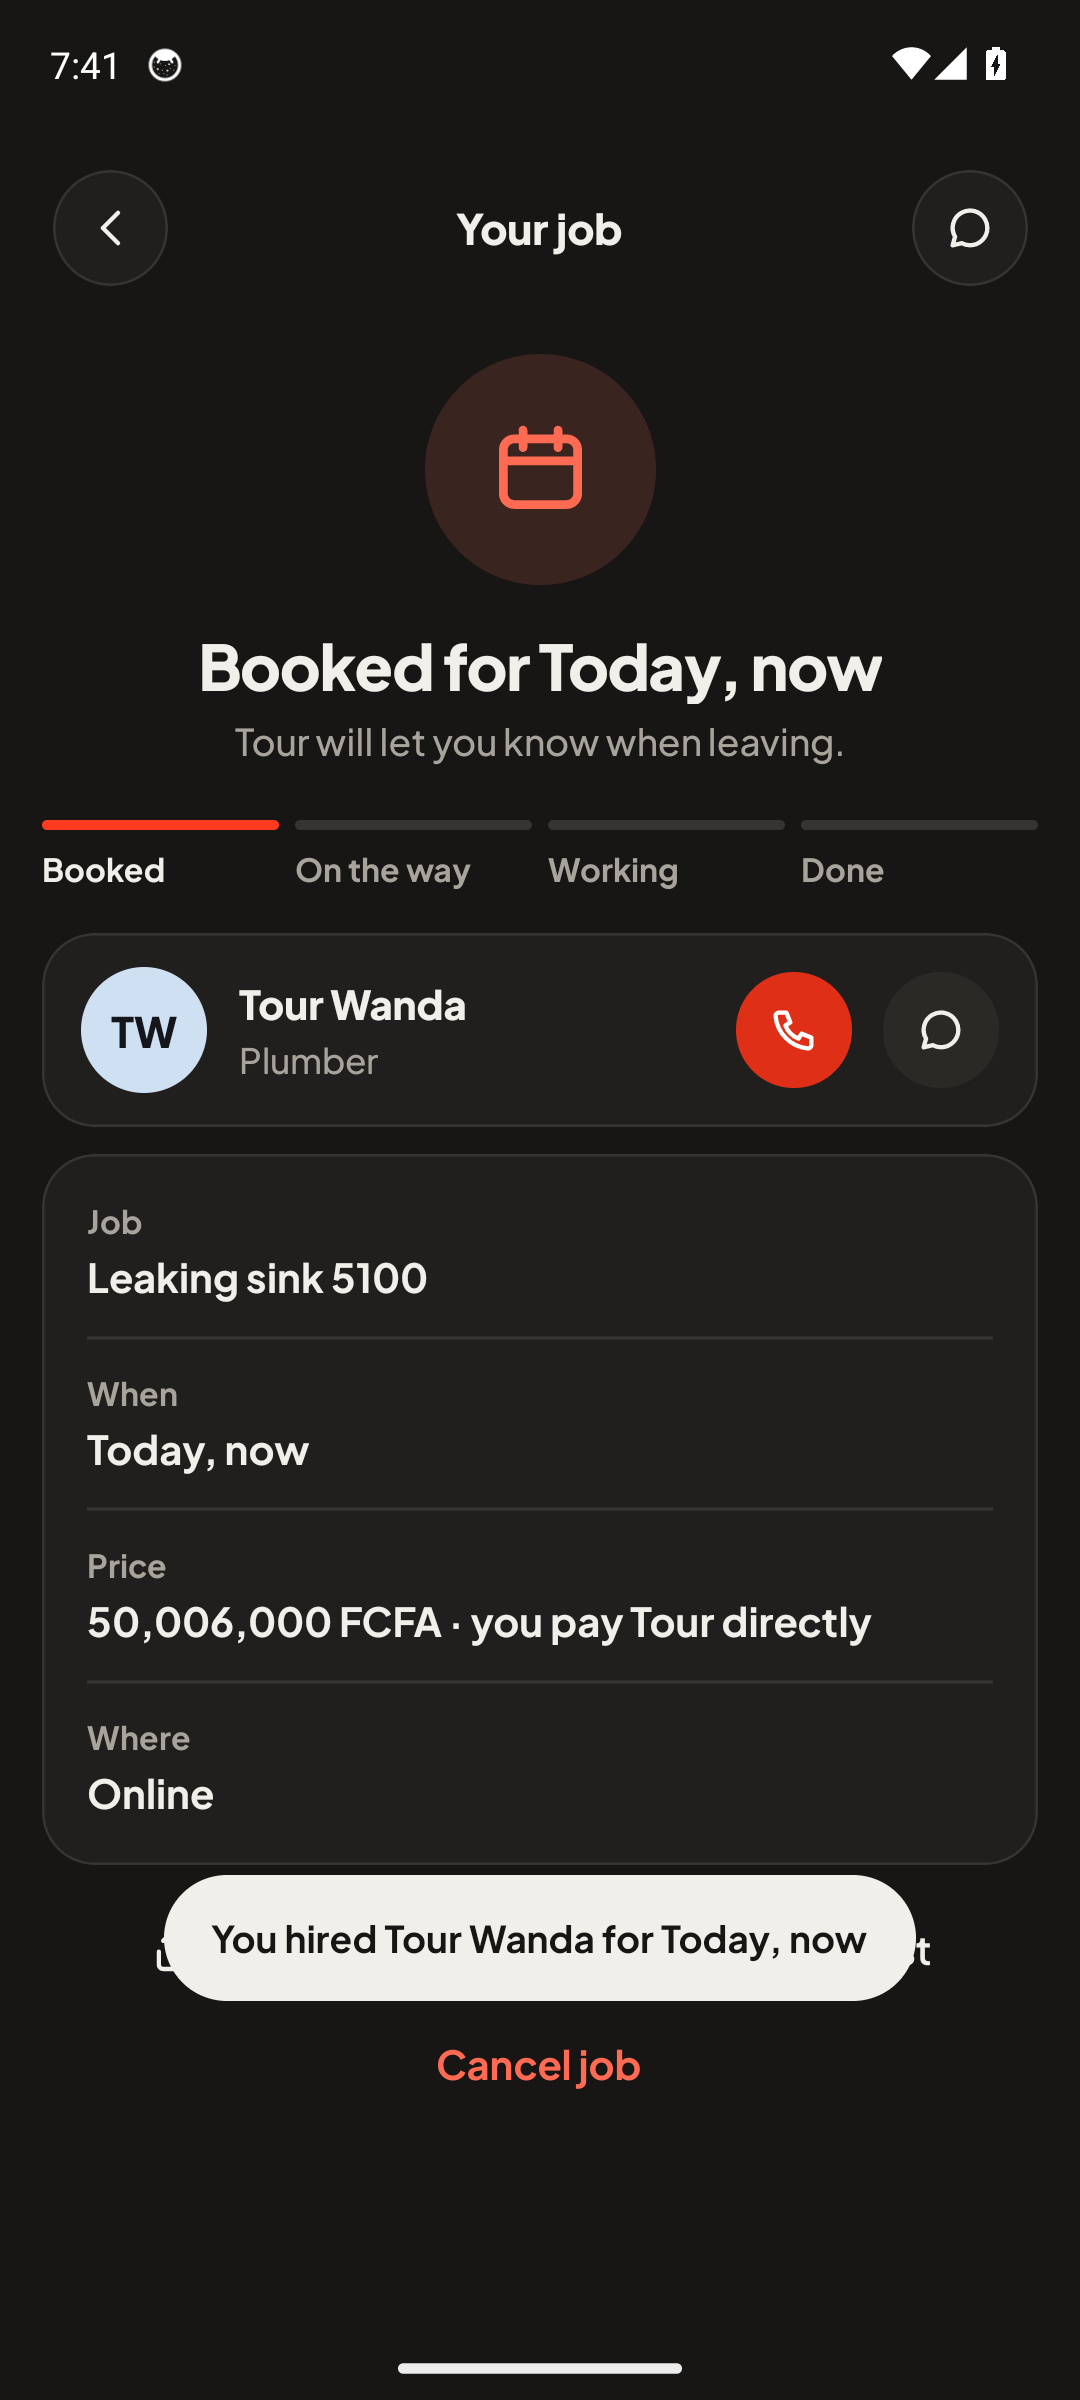 7:41
Your job
Booked for Today, now
Tour will let you know when leaving.
Booked
On the way
Working
Done
TW
Tour Wanda
Plumber
Job
Leaking sink 5100
When
Today, now
Price
50,006,000 FCFA · you pay Tour directly
Where
Online
You hired Tour Wanda for Today, now
Cancel job